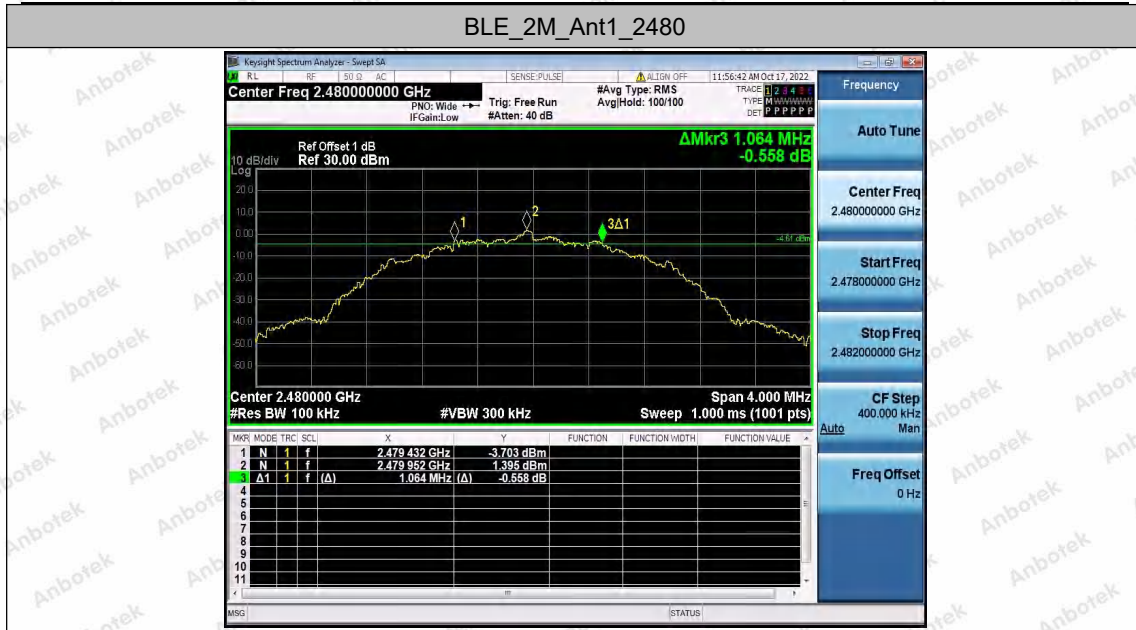 BLE_2M_Ant1_2480
Keysight Spectrum Analyzer - Swept SA
RL RF 50 Ω AC SENSE:PULSE ALIGN OFF 11:56:42 AM Oct 17, 2022
Center Freq 2.480000000 GHz
PNO: Wide
IFGain:Low
Trig: Free Run
#Atten: 40 dB
#Avg Type: RMS
Avg|Hold: 100/100
TRACE 1 2 3 4 5 6
TYPE M WWWWW
DET P P P P P P
Ref Offset 1 dB
10 dB/div Ref 30.00 dBm
Log
ΔMkr3 1.064 MHz
-0.558 dB
20.0
10.0
0.00
-10.0
-20.0
-30.0
-40.0
-50.0
-60.0
1
2
3Δ1
-4.61 dBm
Center 2.480000 GHz Span 4.000 MHz
#Res BW 100 kHz #VBW 300 kHz Sweep 1.000 ms (1001 pts)
MKR MODE TRC SCL X Y FUNCTION FUNCTION WIDTH FUNCTION VALUE
1 N 1 f 2.479 432 GHz -3.703 dBm
2 N 1 f 2.479 952 GHz 1.395 dBm
3 Δ1 1 f (Δ) 1.064 MHz (Δ) -0.558 dB
4
5
6
7
8
9
10
11
MSG STATUS
Frequency
Auto Tune
Center Freq
2.480000000 GHz
Start Freq
2.478000000 GHz
Stop Freq
2.482000000 GHz
CF Step
400.000 kHz
Auto Man
Freq Offset
0 Hz